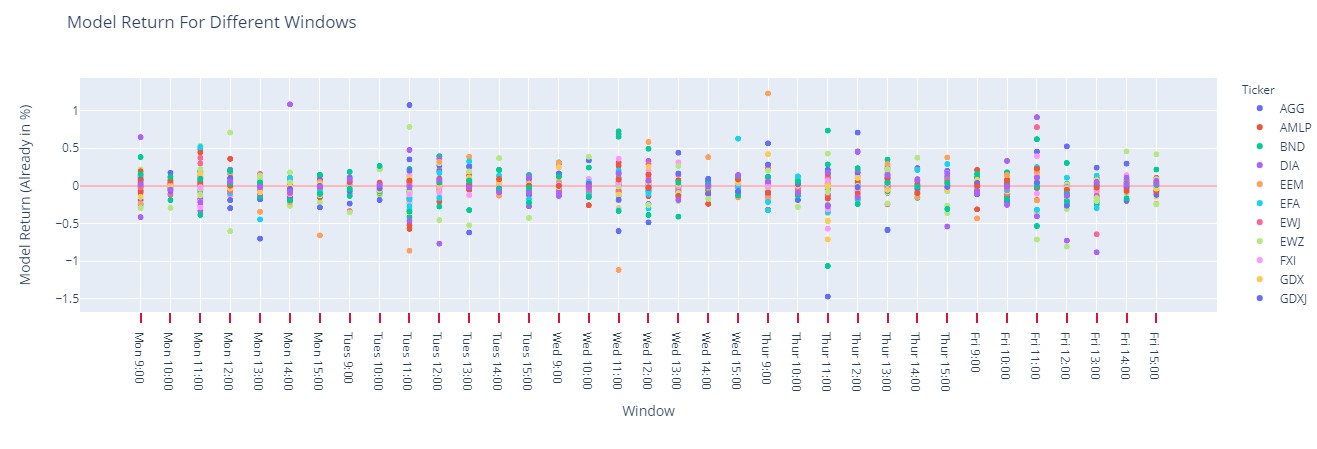 Model Return For Different Windows
Model Return (Already in %)
1
0.5
0
−0.5
−1
−1.5
Mon 9:00
Mon 10:00
Mon 11:00
Mon 12:00
Mon 13:00
Mon 14:00
Mon 15:00
Tues 9:00
Tues 10:00
Tues 11:00
Tues 12:00
Tues 13:00
Tues 14:00
Tues 15:00
Wed 9:00
Wed 10:00
Wed 11:00
Wed 12:00
Wed 13:00
Wed 14:00
Wed 15:00
Thur 9:00
Thur 10:00
Thur 11:00
Thur 12:00
Thur 13:00
Thur 14:00
Thur 15:00
Fri 9:00
Fri 10:00
Fri 11:00
Fri 12:00
Fri 13:00
Fri 14:00
Fri 15:00
Window
Ticker
AGG
AMLP
BND
DIA
EEM
EFA
EWJ
EWZ
FXI
GDX
GDXJ